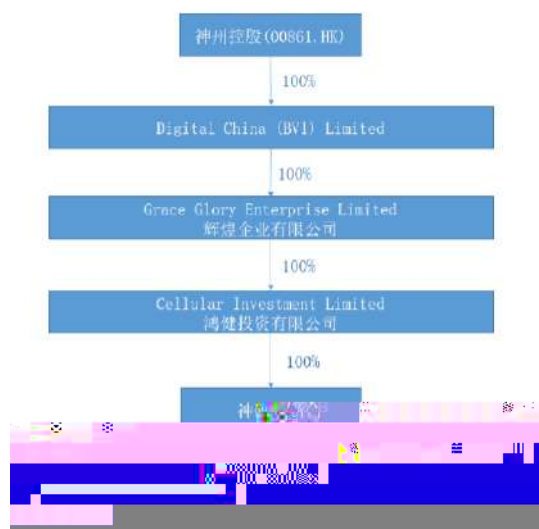 神州控股(00861.HK)
100%
Digital China (BVI) Limited
100%
Grace Glory Enterprise Limited
辉煌企业有限公司
100%
Cellular Investment Limited
鸿健投资有限公司
100%
神